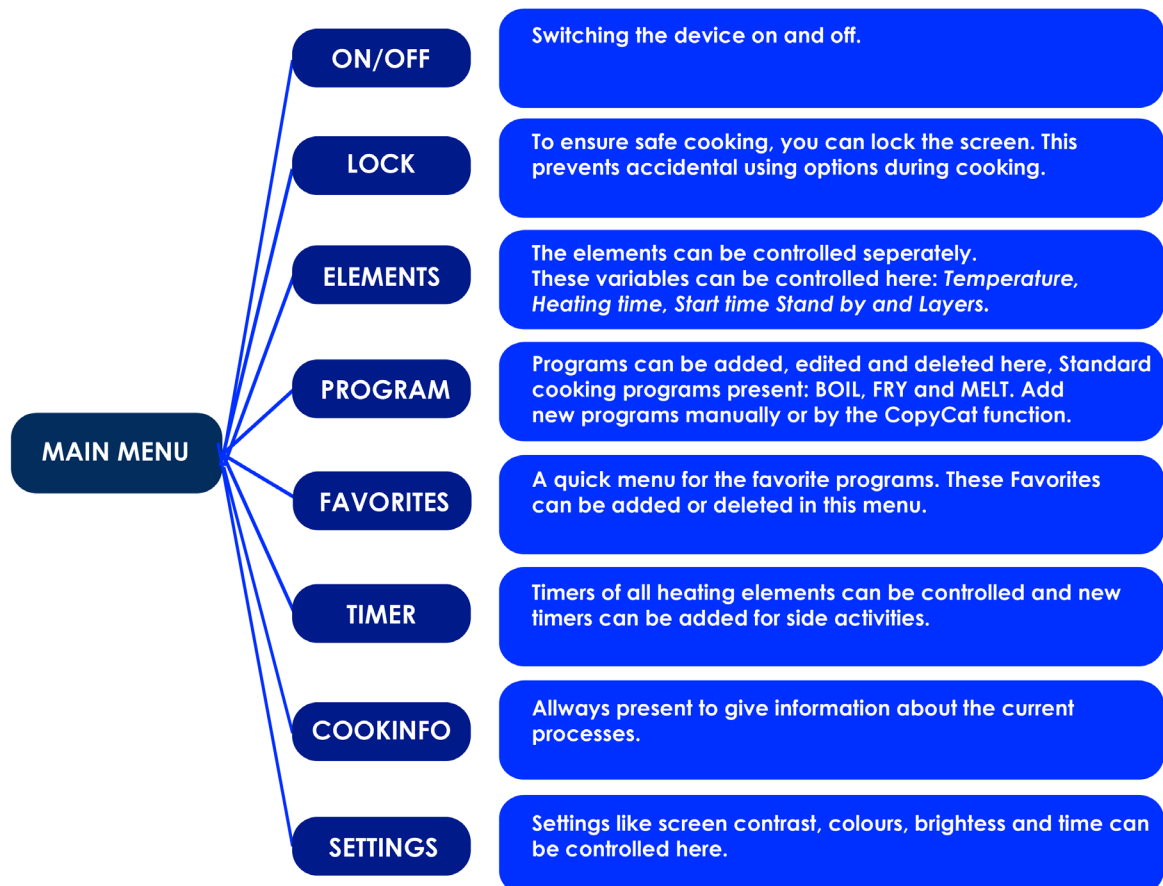 ON/OFF
Switching the device on and off.
LOCK
To ensure safe cooking, you can lock the screen. This
prevents accidental using options during cooking.
ELEMENTS
The elements can be controlled seperately.
These variables can be controlled here: Temperature,
Heating time, Start time Stand by and Layers.
PROGRAM
Programs can be added, edited and deleted here, Standard
cooking programs present: BOIL, FRY and MELT. Add
new programs manually or by the CopyCat function.
MAIN MENU
FAVORITES
A quick menu for the favorite programs. These Favorites
can be added or deleted in this menu.
TIMER
Timers of all heating elements can be controlled and new
timers can be added for side activities.
COOKINFO
Allways present to give information about the current
processes.
SETTINGS
Settings like screen contrast, colours, brightess and time can
be controlled here.